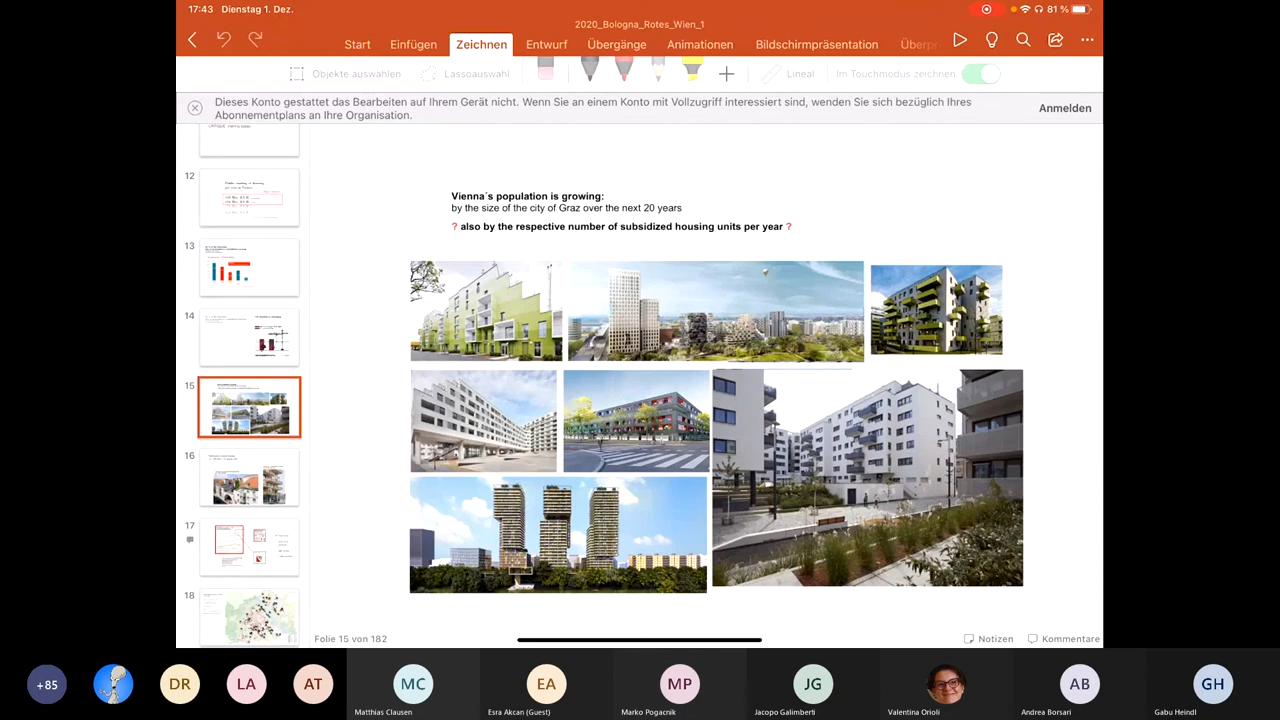 17:43 Dienstag 1. Dez.
81 %
2020_Bologna_Rotes_Wien_1
Start Einfügen Zeichnen Entwurf Übergänge Animationen Bildschirmpräsentation Überpr
Objekte auswählen Lassoauswahl Lineal Im Touchmodus zeichnen
Dieses Konto gestattet das Bearbeiten auf Ihrem Gerät nicht. Wenn Sie an einem Konto mit Vollzugriff interessiert sind, wenden Sie sich bezüglich Ihres
Abonnementplans an Ihre Organisation.
Anmelden
12
13
14
15
16
17
18
Vienna´s population is growing:
by the size of the city of Graz over the next 20 years
? also by the respective number of subsidized housing units per year ?
Folie 15 von 182
Notizen Kommentare
+85 DR LA AT MC EA MP JG AB GH
Matthias Clausen Esra Akcan (Guest) Marko Pogacnik Jacopo Galimberti Valentina Orioli Andrea Borsari Gabu Heindl